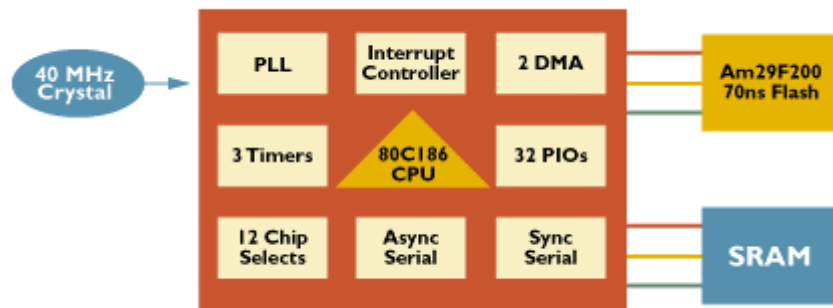 40 MHz
Crystal
PLL
Interrupt
Controller
2 DMA
Am29F200
70ns Flash
3 Timers
80C186
CPU
32 PIOs
12 Chip
Selects
Async
Serial
Sync
Serial
SRAM